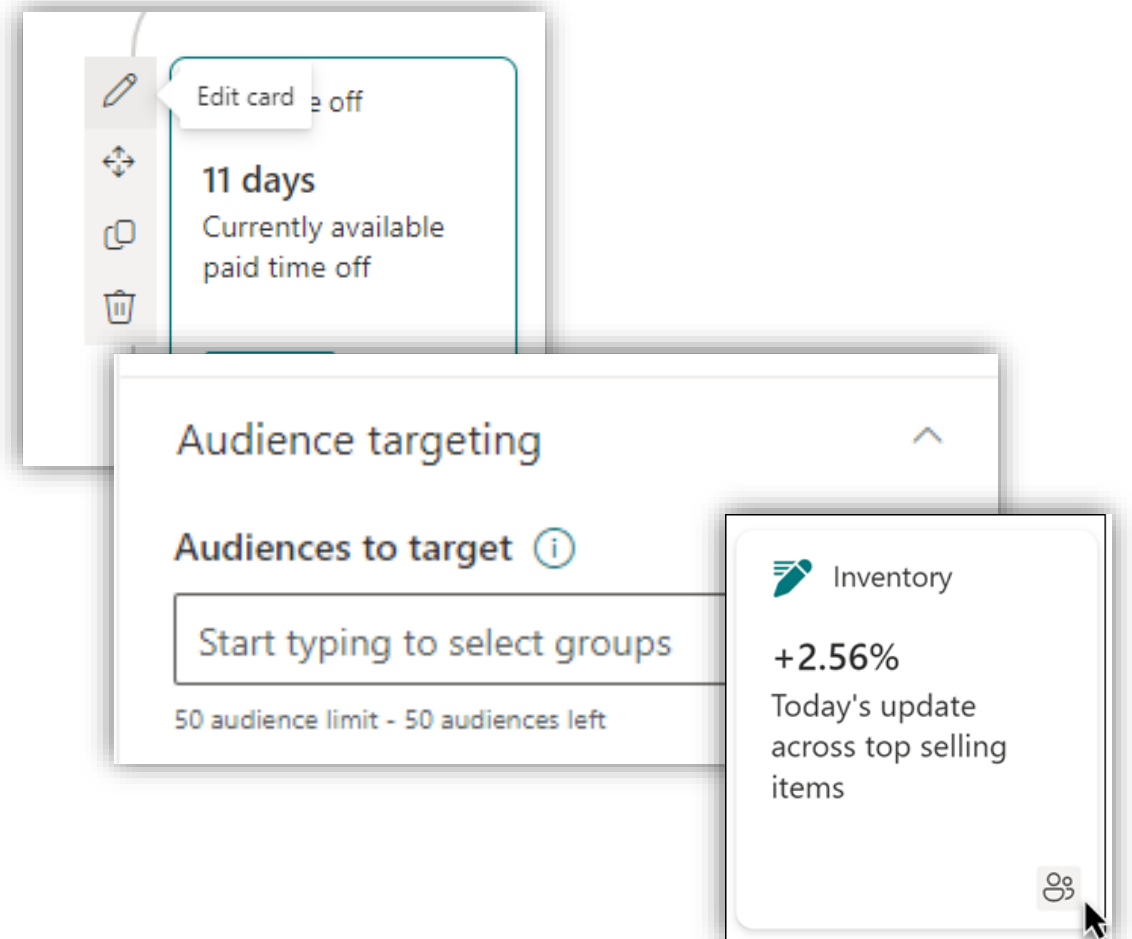 Edit card
e off
11 days
Currently available
paid time off
Audience targeting
Audiences to target
Start typing to select groups
50 audience limit - 50 audiences left
Inventory
+2.56%
Today's update
across top selling
items